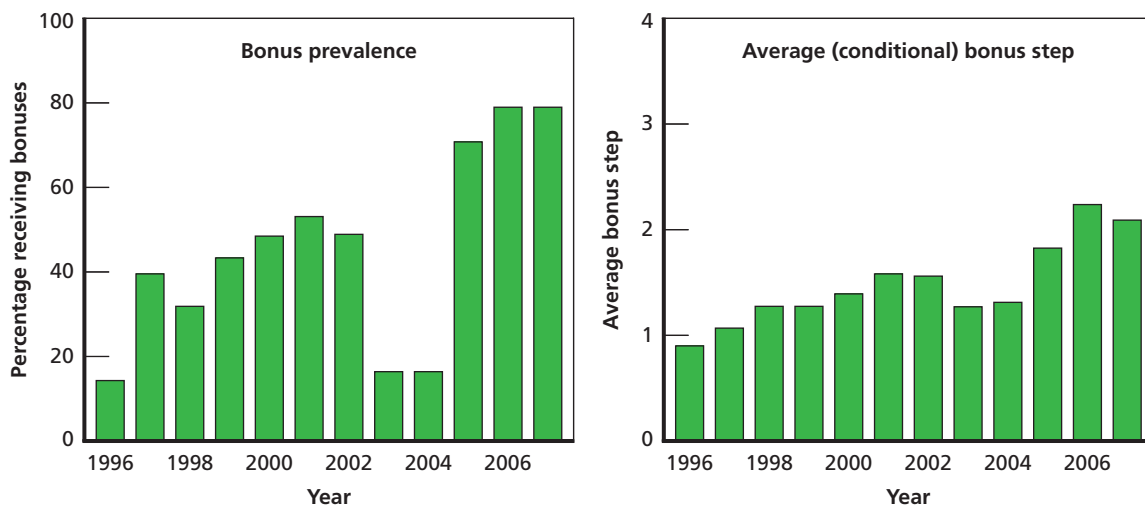 Bonus prevalence
Percentage receiving bonuses
100
80
60
40
20
0
1996 1998 2000 2002 2004 2006
Year
Average (conditional) bonus step
Average bonus step
4
3
2
1
0
1996 1998 2000 2002 2004 2006
Year